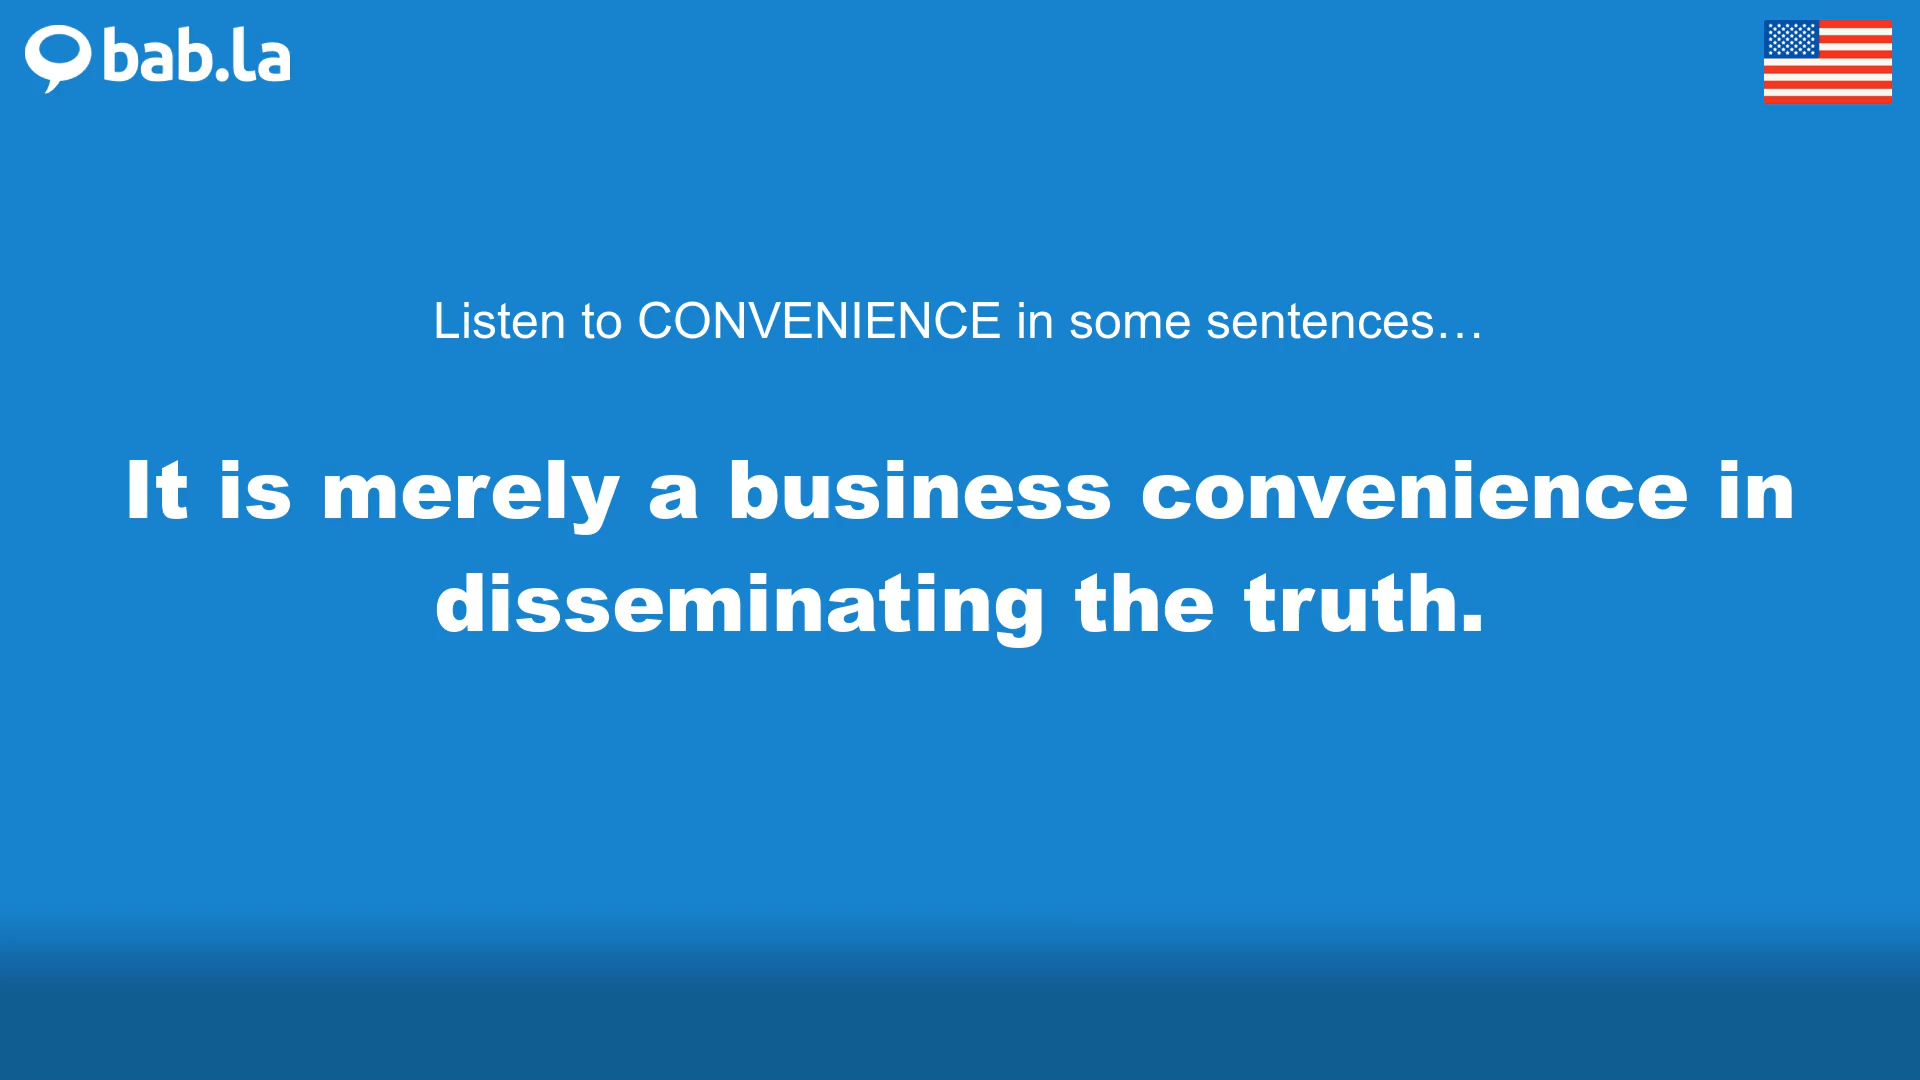 bab.la
Listen to CONVENIENCE in some sentences…
It is merely a business convenience in
disseminating the truth.